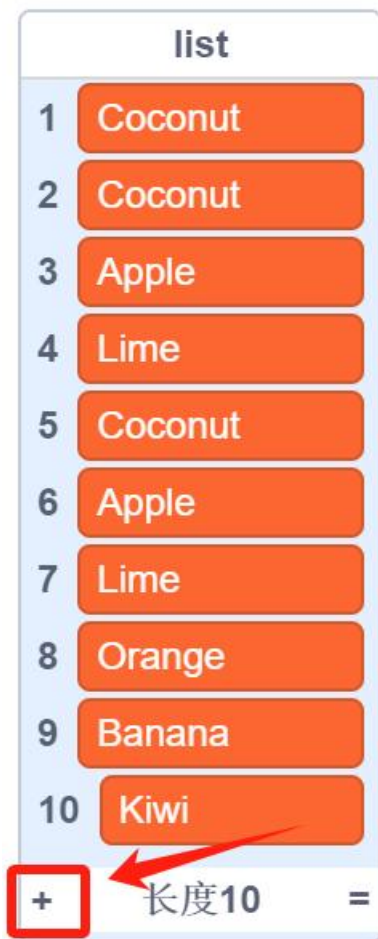 list
1 Coconut
2 Coconut
3 Apple
4 Lime
5 Coconut
6 Apple
7 Lime
8 Orange
9 Banana
10 Kiwi
+ 长度10 =